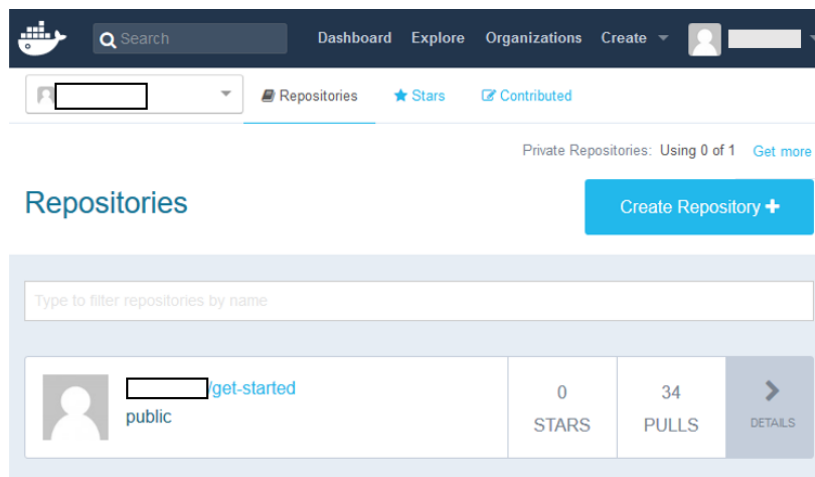 Search Dashboard Explore Organizations Create
Repositories Stars Contributed
Private Repositories: Using 0 of 1 Get more
Repositories
Create Repository
Type to filter repositories by name
/get-started
public
0
STARS
34
PULLS
DETAILS